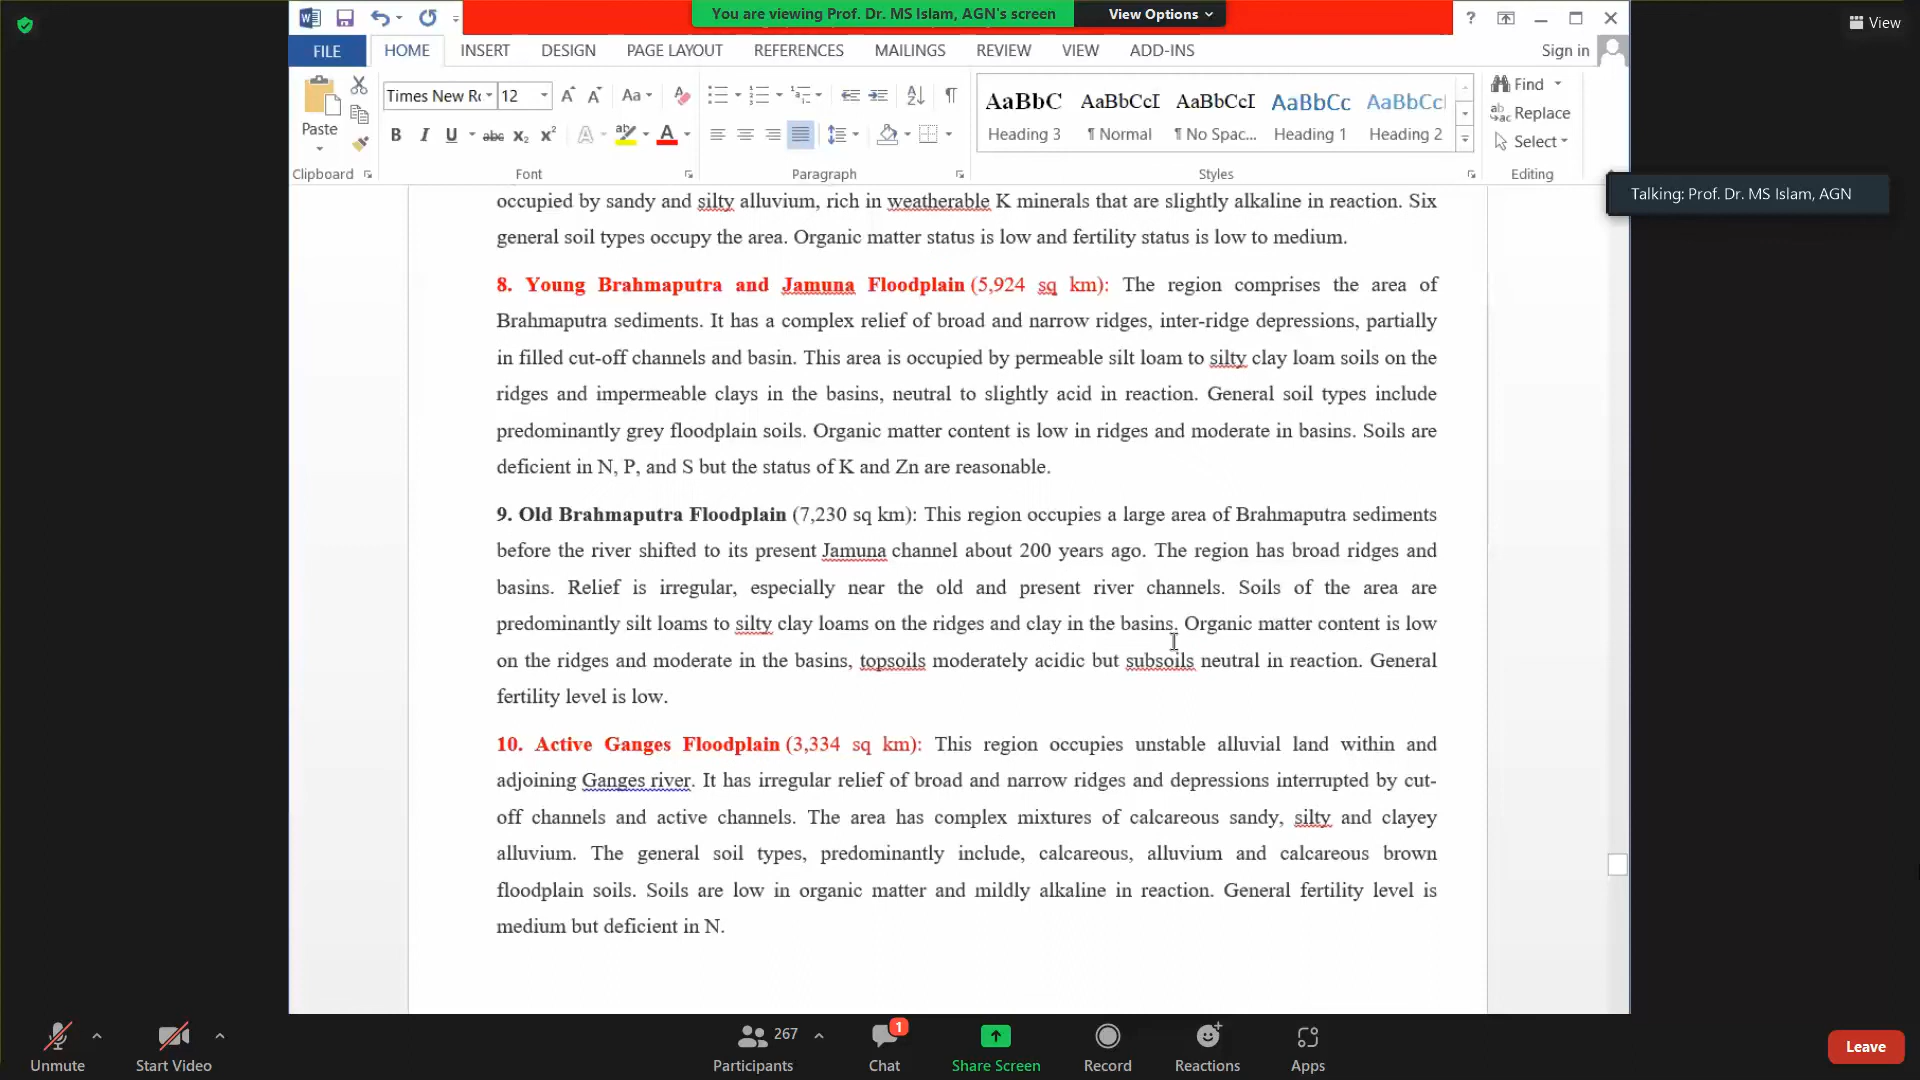 You are viewing Prof. Dr. MS Islam, AGN's screen
View Options
View
FILE HOME INSERT DESIGN PAGE LAYOUT REFERENCES MAILINGS REVIEW VIEW ADD-INS Sign in
Times New Ro 12
Paste
AaBbC AaBbCcI AaBbCcI AaBbCc AaBbCcl
Heading 3 ¶ Normal ¶ No Spac... Heading 1 Heading 2
Find
Replace
Select
Clipboard Font Paragraph Styles Editing
Talking: Prof. Dr. MS Islam, AGN
occupied by sandy and silty alluvium, rich in weatherable K minerals that are slightly alkaline in reaction. Six
general soil types occupy the area. Organic matter status is low and fertility status is low to medium.
8. Young Brahmaputra and Jamuna Floodplain (5,924 sq km): The region comprises the area of
Brahmaputra sediments. It has a complex relief of broad and narrow ridges, inter-ridge depressions, partially
in filled cut-off channels and basin. This area is occupied by permeable silt loam to silty clay loam soils on the
ridges and impermeable clays in the basins, neutral to slightly acid in reaction. General soil types include
predominantly grey floodplain soils. Organic matter content is low in ridges and moderate in basins. Soils are
deficient in N, P, and S but the status of K and Zn are reasonable.
9. Old Brahmaputra Floodplain (7,230 sq km): This region occupies a large area of Brahmaputra sediments
before the river shifted to its present Jamuna channel about 200 years ago. The region has broad ridges and
basins. Relief is irregular, especially near the old and present river channels. Soils of the area are
predominantly silt loams to silty clay loams on the ridges and clay in the basins. Organic matter content is low
on the ridges and moderate in the basins, topsoils moderately acidic but subsoils neutral in reaction. General
fertility level is low.
10. Active Ganges Floodplain (3,334 sq km): This region occupies unstable alluvial land within and
adjoining Ganges river. It has irregular relief of broad and narrow ridges and depressions interrupted by cut-
off channels and active channels. The area has complex mixtures of calcareous sandy, silty and clayey
alluvium. The general soil types, predominantly include, calcareous, alluvium and calcareous brown
floodplain soils. Soils are low in organic matter and mildly alkaline in reaction. General fertility level is
medium but deficient in N.
267
1
Unmute Start Video Participants Chat Share Screen Record Reactions Apps Leave